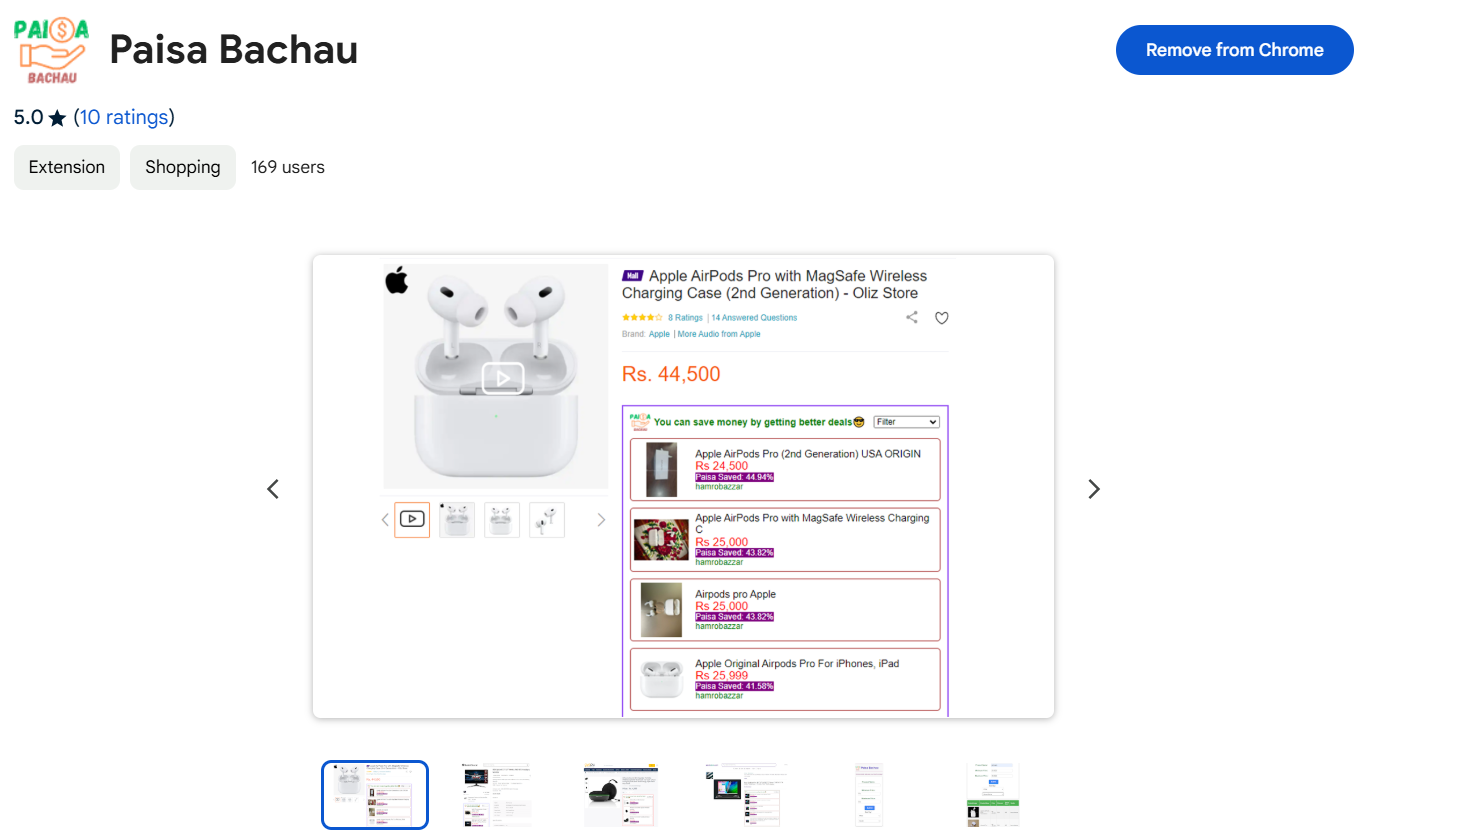 PAISA
BACHAU
Paisa Bachau
Remove from Chrome
5.0 ★ (10 ratings)
Extension
Shopping
169 users
Mall Apple AirPods Pro with MagSafe Wireless
Charging Case (2nd Generation) - Oliz Store
8 Ratings | 14 Answered Questions
Brand: Apple | More Audio from Apple
Rs. 44,500
You can save money by getting better deals😎
Filter
Apple AirPods Pro (2nd Generation) USA ORIGIN
Rs 24,500
Paisa Saved: 44.94%
hamrobazzar
Apple AirPods Pro with MagSafe Wireless Charging
C
Rs 25,000
Paisa Saved: 43.82%
hamrobazzar
Airpods pro Apple
Rs 25,000
Paisa Saved: 43.82%
hamrobazzar
Apple Original Airpods Pro For iPhones, iPad
Rs 25,999
Paisa Saved: 41.58%
hamrobazzar